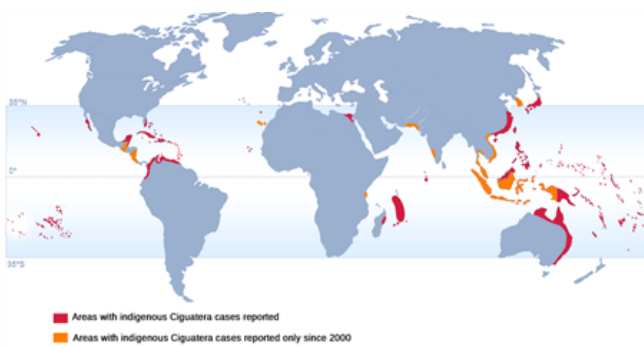 35°N
0°
35°S
Areas with indigenous Ciguatera cases reported
Areas with indigenous Ciguatera cases reported only since 2000